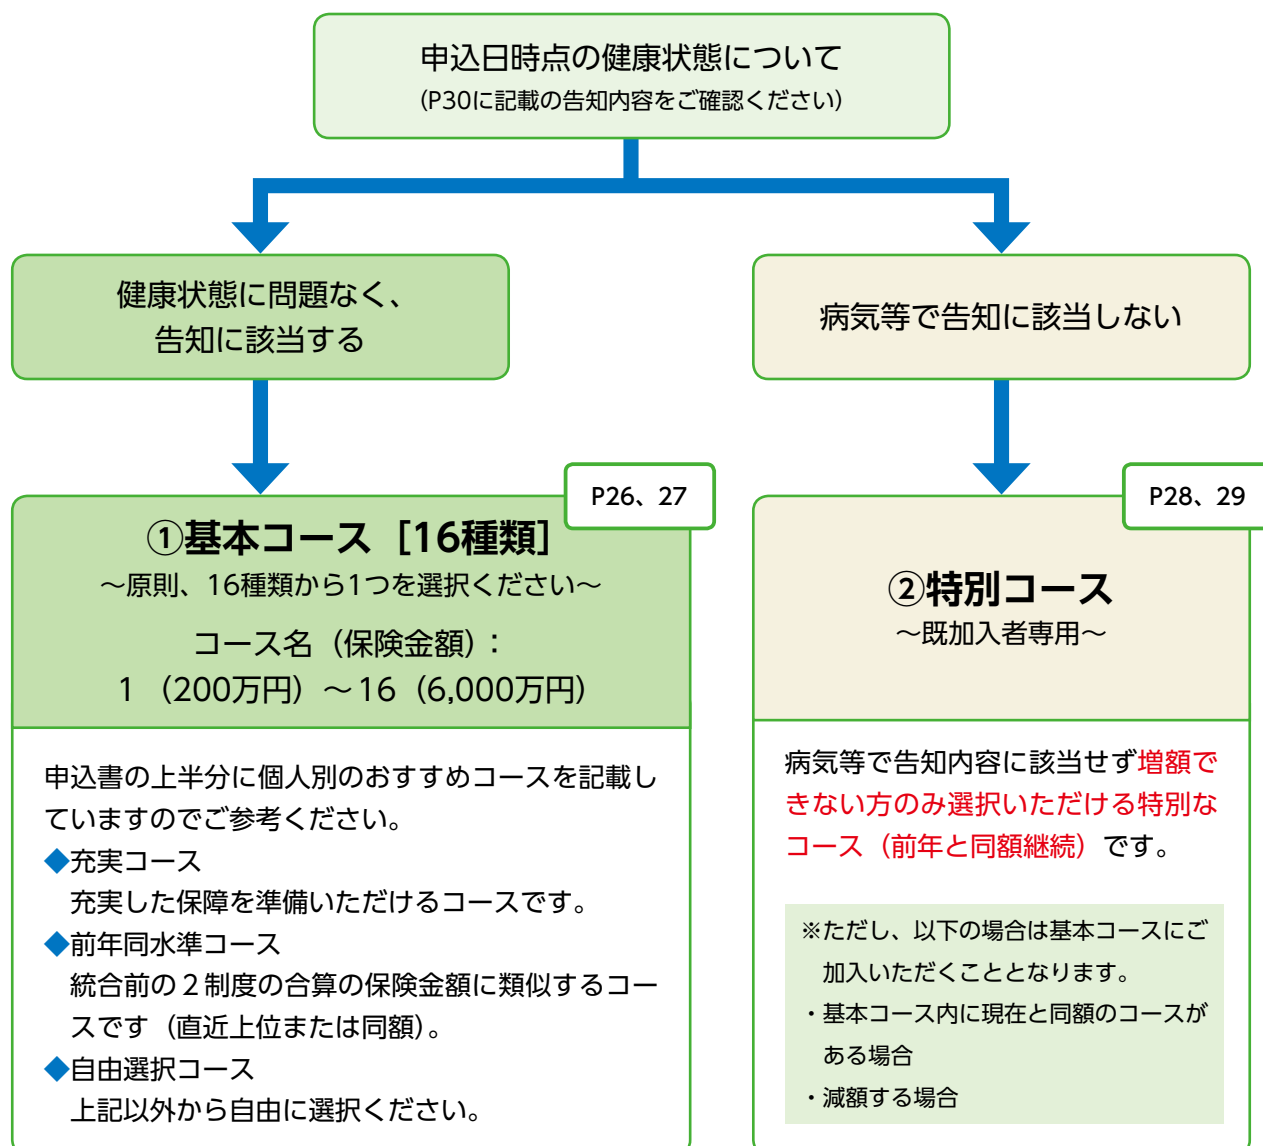 申込日時点の健康状態について
(P30に記載の告知内容をご確認ください)
健康状態に問題なく、
告知に該当する
病気等で告知に該当しない
P26、27
①基本コース［16種類］
～原則、16種類から1つを選択ください～
コース名（保険金額）：
1（200万円）～16（6,000万円）
申込書の上半分に個人別のおすすめコースを記載し
ていますのでご参考ください。
◆充実コース
充実した保障を準備いただけるコースです。
◆前年同水準コース
統合前の２制度の合算の保険金額に類似するコー
スです（直近上位または同額）。
◆自由選択コース
上記以外から自由に選択ください。
P28、29
②特別コース
～既加入者専用～
病気等で告知内容に該当せず増額で
きない方のみ選択いただける特別な
コース（前年と同額継続）です。
※ただし、以下の場合は基本コースにご
加入いただくこととなります。
・基本コース内に現在と同額のコースが
ある場合
・減額する場合